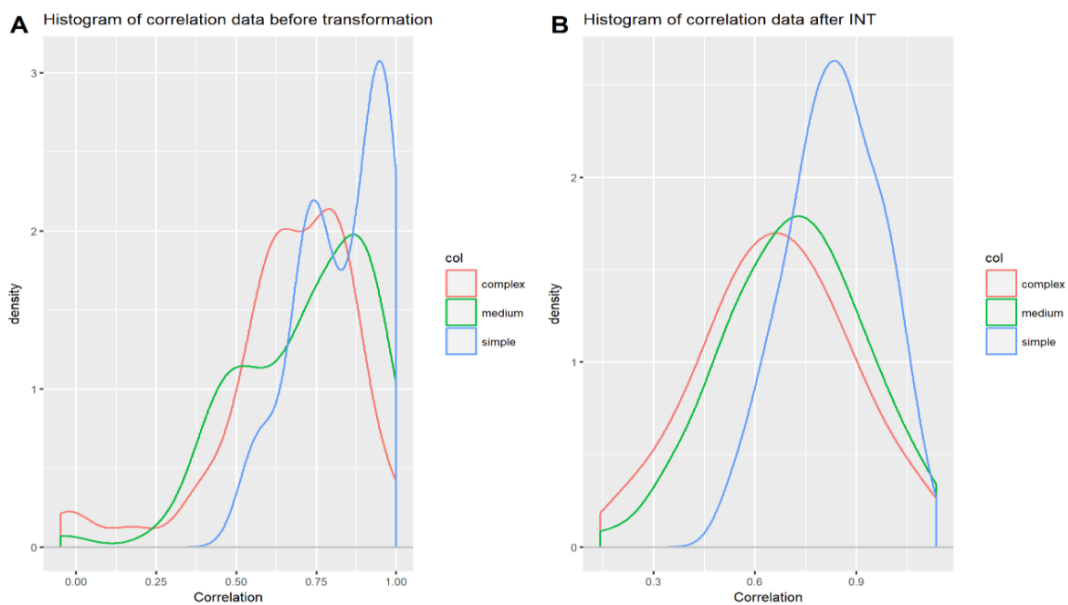 A
Histogram of correlation data before transformation
density
3
2
1
0
0.00 0.25 0.50 0.75 1.00
Correlation
col
complex
medium
simple
B
Histogram of correlation data after INT
density
2
1
0
0.3 0.6 0.9
Correlation
col
complex
medium
simple